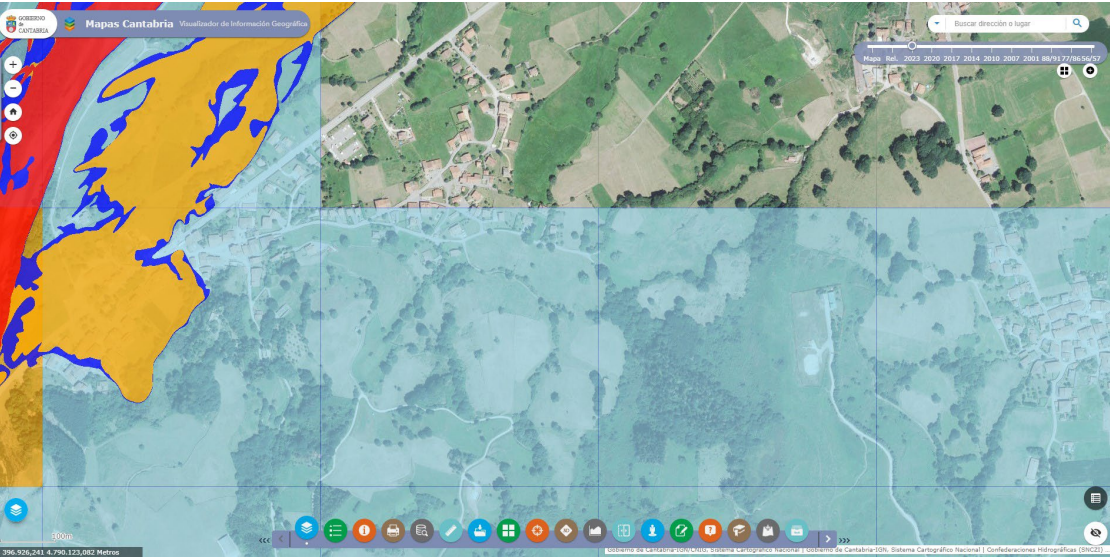 GOBIERNO
de
CANTABRIA
Mapas Cantabria Visualizador de Información Geográfica
Buscar dirección o lugar
Mapa Rel. 2023 2020 2017 2014 2010 2007 2001 88/91 77/86 56/57
100m
396.926,241 4.790.123,082 Metros
Gobierno de Cantabria-IGN/CNIG, Sistema Cartográfico Nacional | Gobierno de Cantabria-IGN, Sistema Cartográfico Nacional | Confederaciones Hidrográficas (SNCZI)